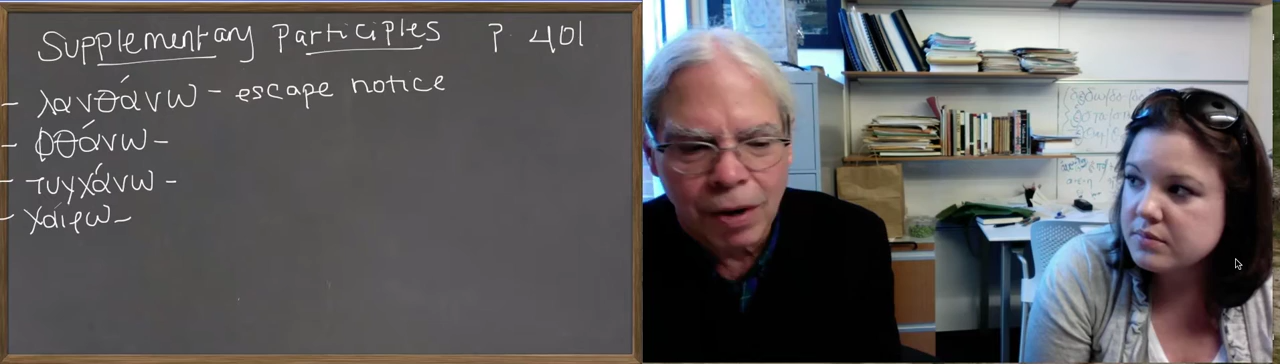 Supplementary Participles P. 401
- λανθάνω - escape notice
- φθάνω -
- τυγχάνω -
- χαίρω -